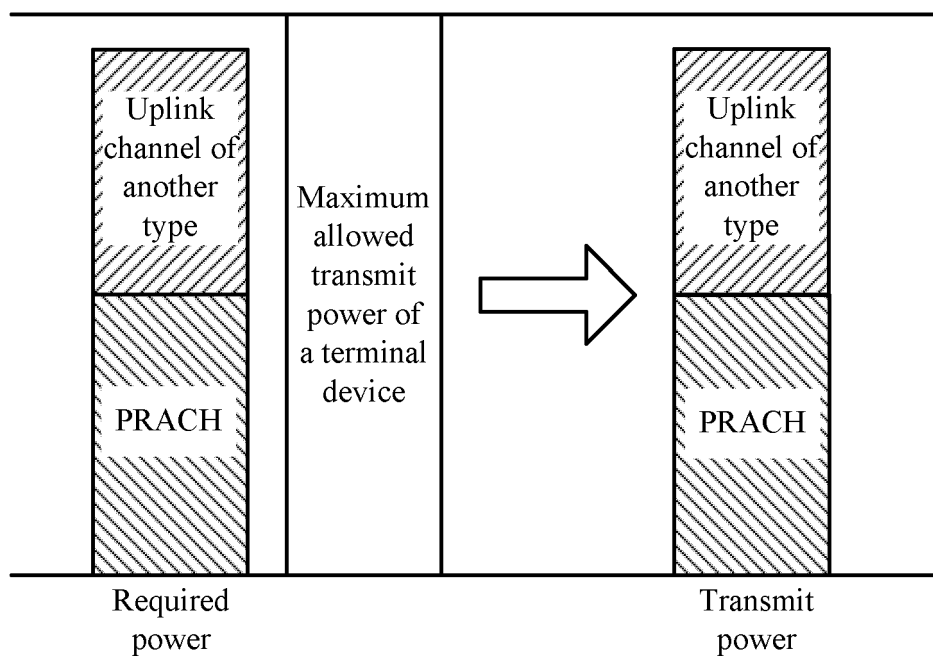 Uplink
channel of
another
type
PRACH
Required
power
Maximum
allowed
transmit
power of
a terminal
device
Uplink
channel of
another
type
PRACH
Transmit
power